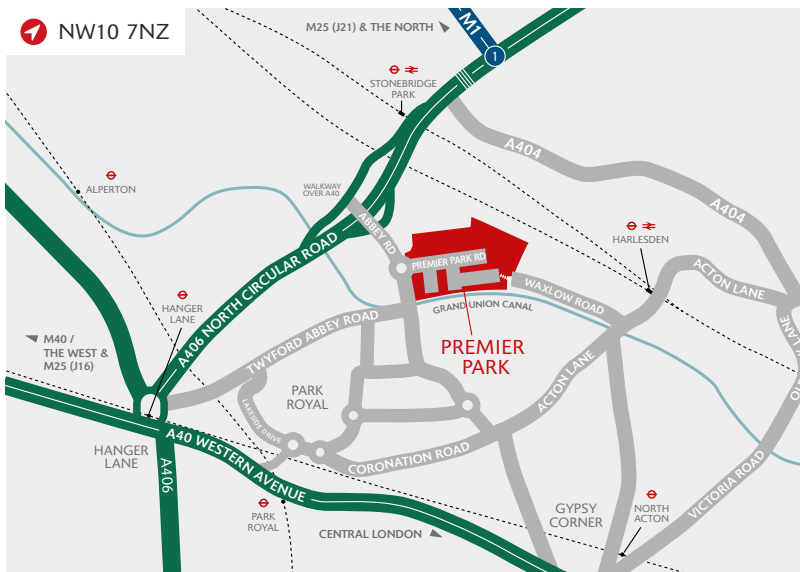 NW10 7NZ
M25 (J21) & THE NORTH
M1
1
STONEBRIDGE
PARK
A404
ALPERTON
WALKWAY
OVER A40
ABBEY RD
A404
HARLESDEN
A406 NORTH CIRCULAR ROAD
PREMIER PARK RD
WAXLOW ROAD
ACTON LANE
HANGER
LANE
GRAND UNION CANAL
M40 /
THE WEST &
M25 (J16)
TWYFORD ABBEY ROAD
PREMIER
PARK
ACTON LANE
PARK
ROYAL
LAKESIDE DRIVE
A40 WESTERN AVENUE
HANGER
LANE
CORONATION ROAD
A406
VICTORIA ROAD
PARK
ROYAL
GYPSY
CORNER
NORTH
ACTON
CENTRAL LONDON